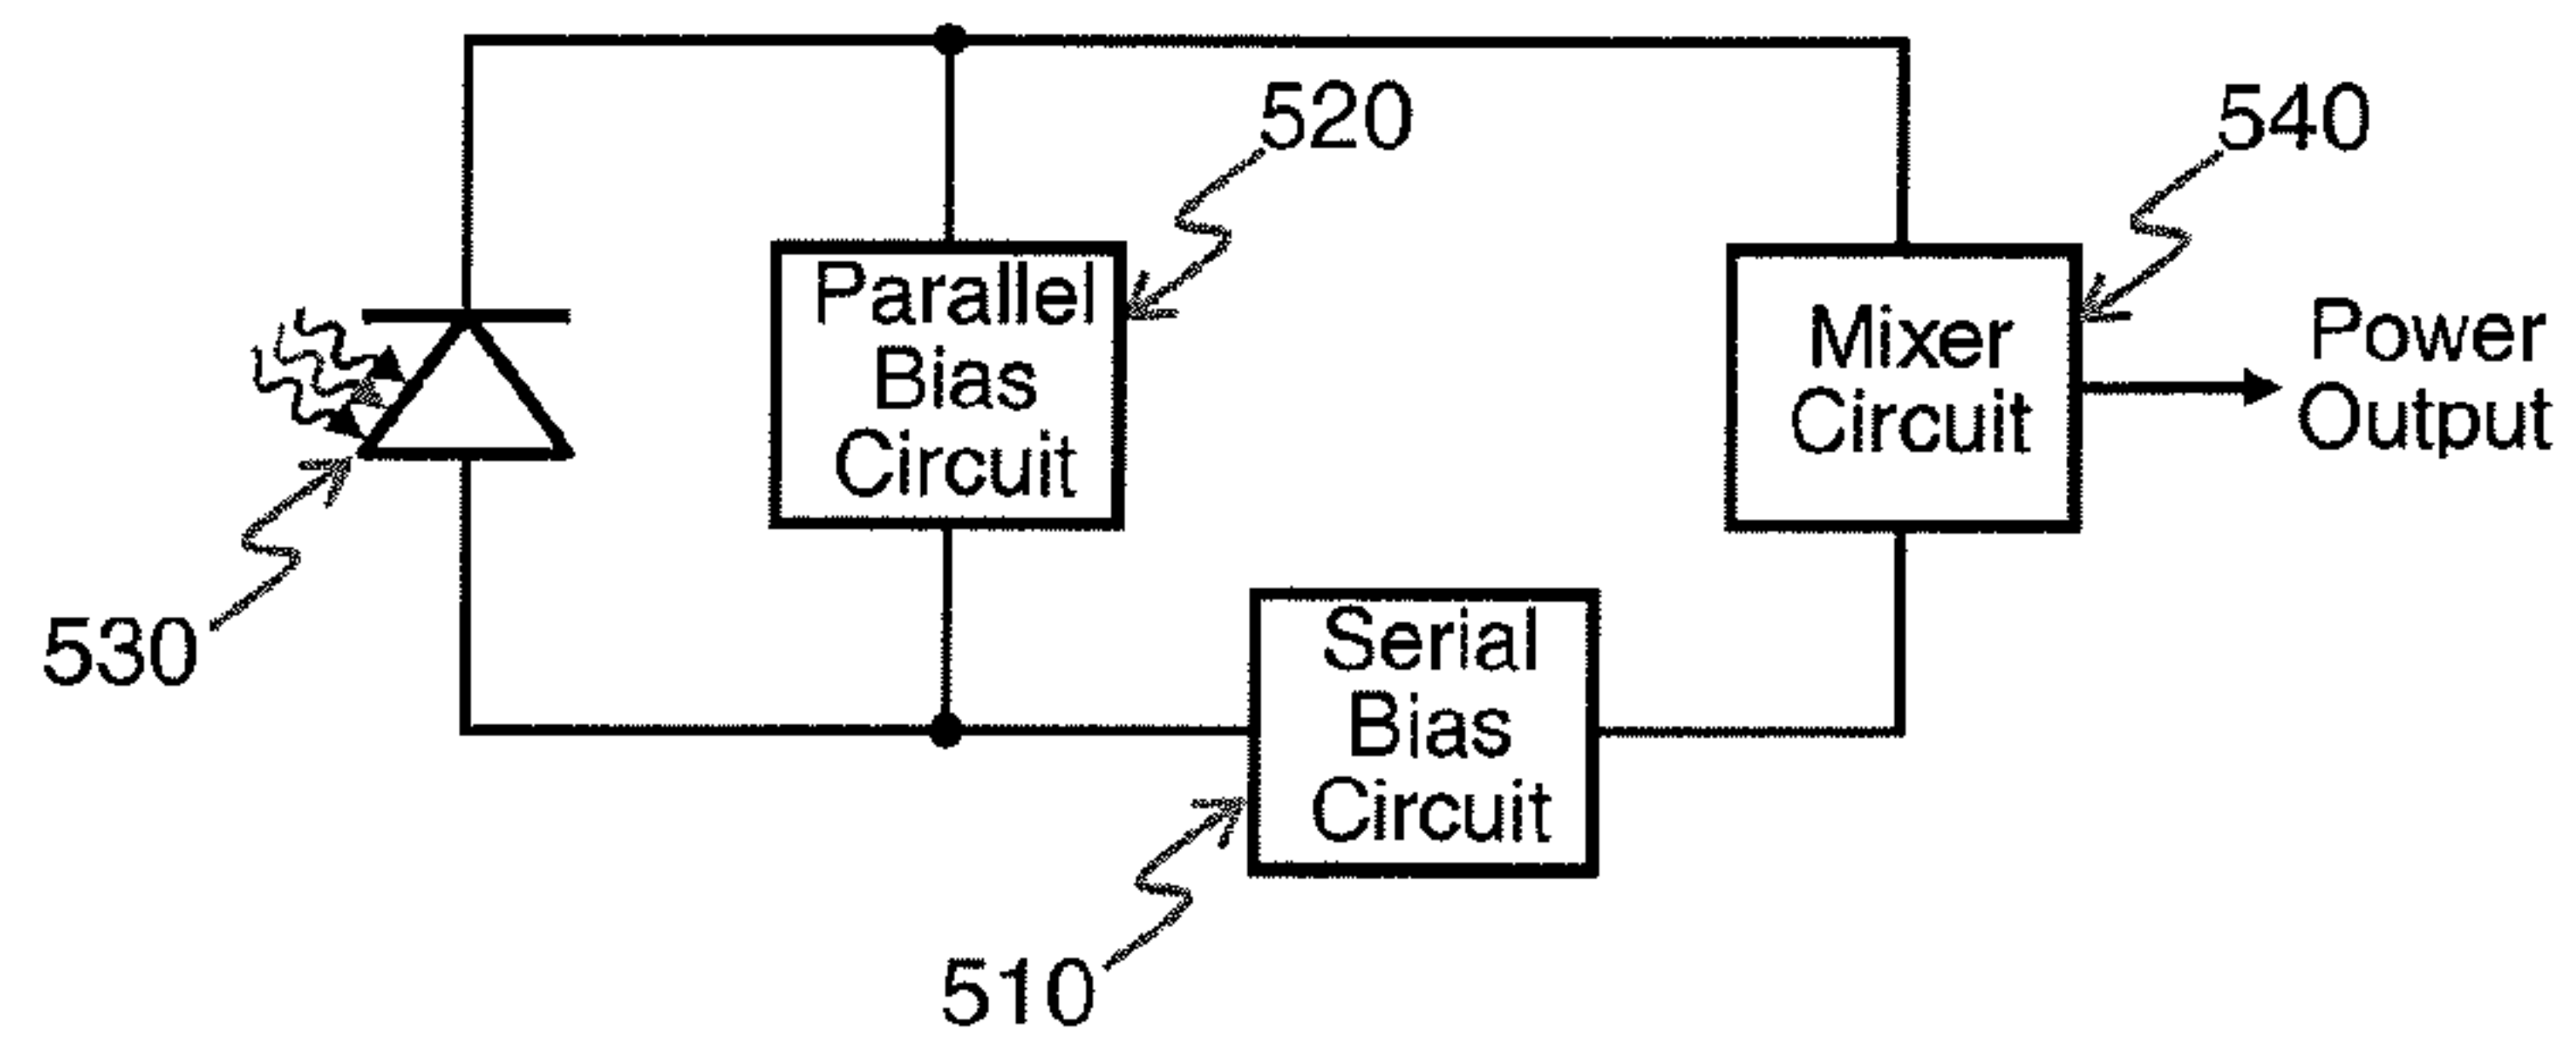 520
540
Parallel
Bias
Circuit
Mixer
Circuit
Power
Output
530
Serial
Bias
Circuit
510